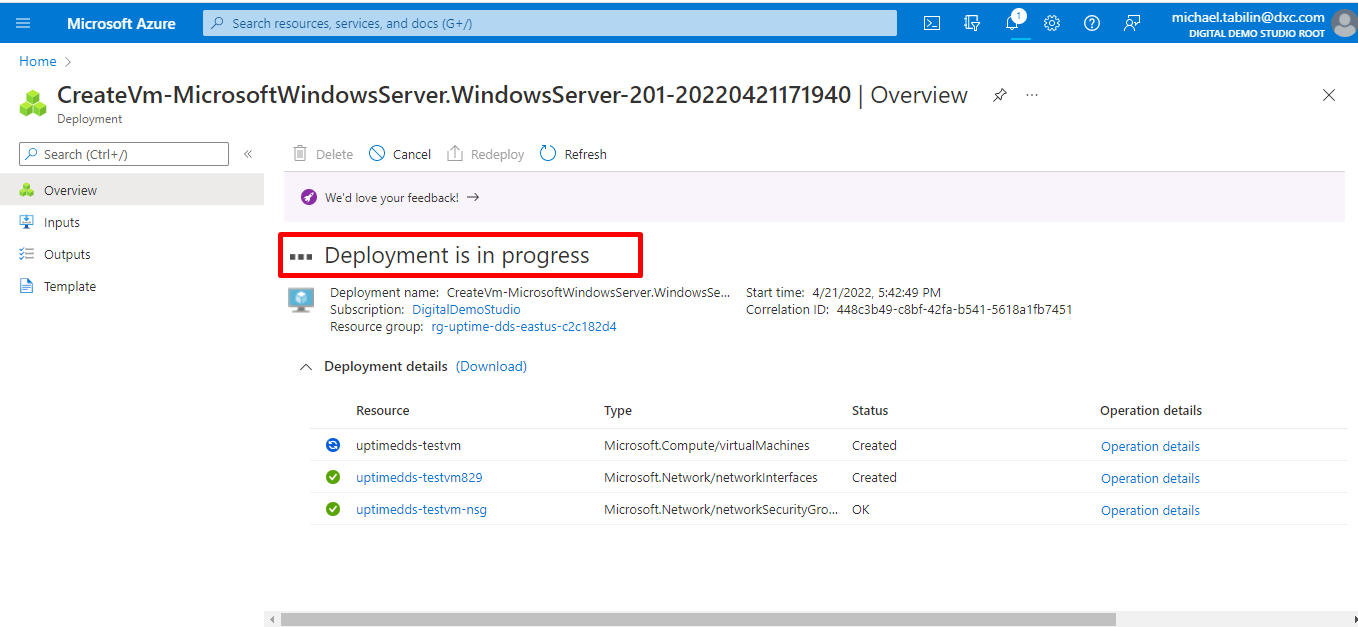 Microsoft Azure
Search resources, services, and docs (G+/)
1
michael.tabilin@dxc.com
DIGITAL DEMO STUDIO ROOT
Home
CreateVm-MicrosoftWindowsServer.WindowsServer-201-20220421171940 | Overview
Deployment
Search (Ctrl+/)
Overview
Inputs
Outputs
Template
Delete Cancel Redeploy Refresh
We'd love your feedback!
Deployment is in progress
Deployment name: CreateVm-MicrosoftWindowsServer.WindowsSe...
Subscription: DigitalDemoStudio
Resource group: rg-uptime-dds-eastus-c2c182d4
Start time: 4/21/2022, 5:42:49 PM
Correlation ID: 448c3b49-c8bf-42fa-b541-5618a1fb7451
Deployment details (Download)
Resource Type Status Operation details
uptimedds-testvm Microsoft.Compute/virtualMachines Created Operation details
uptimedds-testvm829 Microsoft.Network/networkInterfaces Created Operation details
uptimedds-testvm-nsg Microsoft.Network/networkSecurityGro... OK Operation details